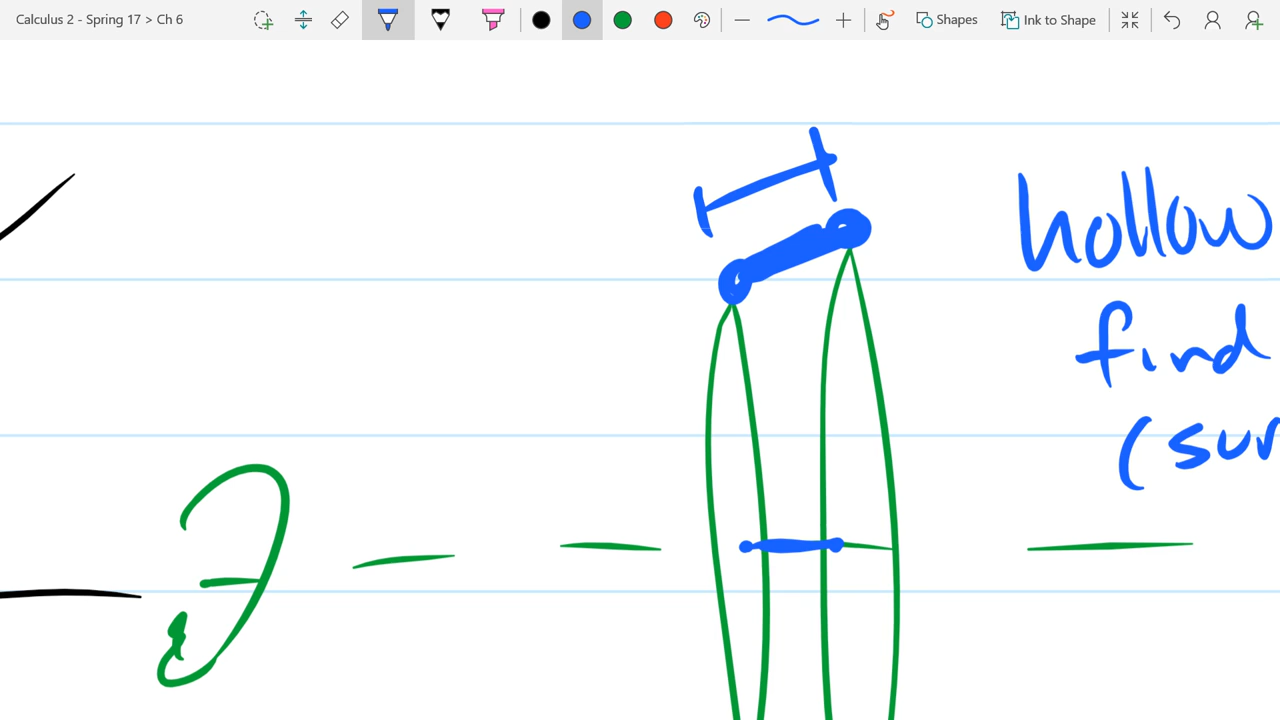 Calculus 2 - Spring 17 > Ch 6
Shapes
Ink to Shape
hollow
find
(sur